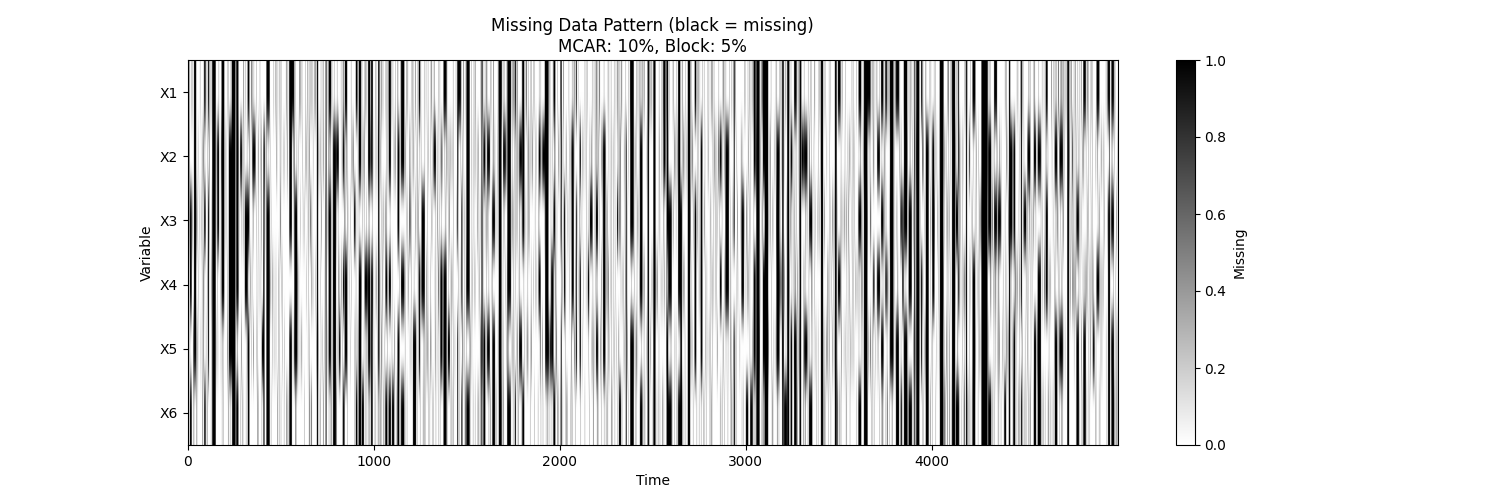 Missing Data Pattern (black = missing)
MCAR: 10%, Block: 5%
X1
X2
X3
X4
X5
X6
Variable
0 1000 2000 3000 4000
Time
1.0
0.8
0.6
0.4
0.2
0.0
Missing